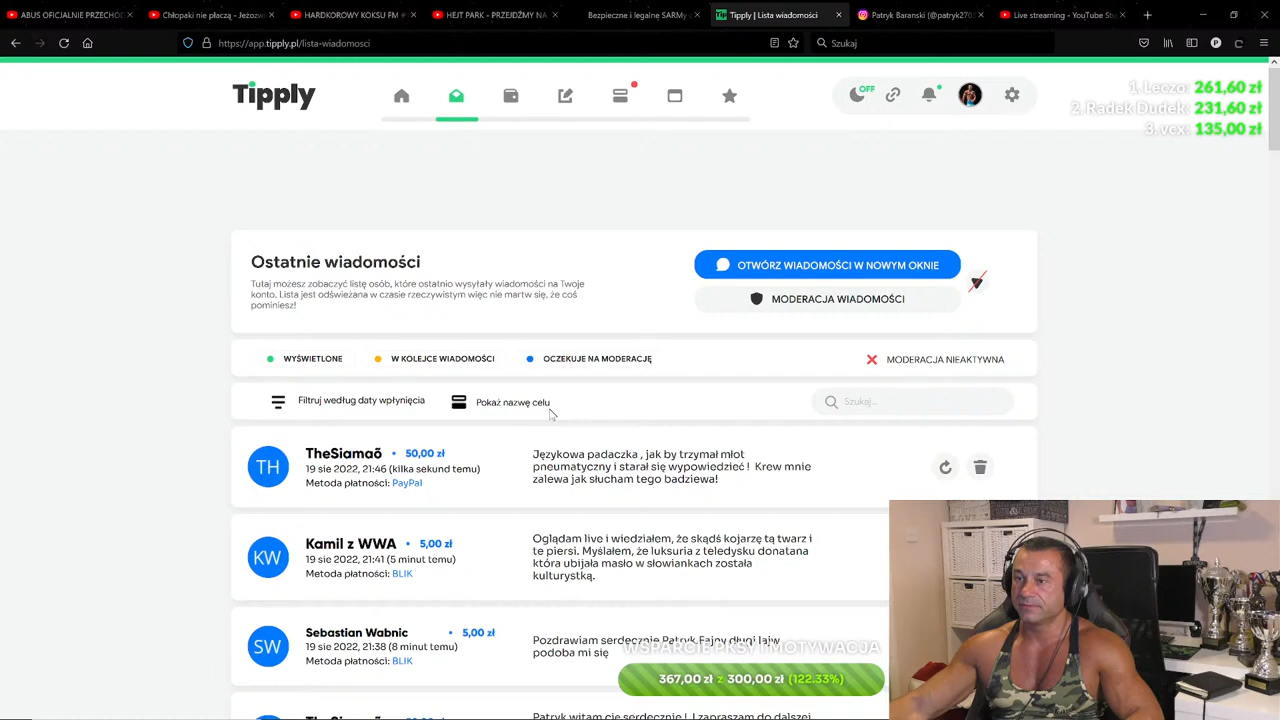 ABUS OFICJALNIE PRZECHOD
Chłopaki nie płaczą - Jeżozwi
HARDKOROWY KOKSU FM
HEJT PARK - PRZEJDŹMY NA
Bezpieczne i legalne SARMy
Tipply | Lista wiadomości
Patryk Baranski (@patryk270
Live streaming - YouTube Stu
https://app.tipply.pl/lista-wiadomosci
Szukaj
Tipply
OFF
1.Leczo: 261,60 zł
2.Radek Dudek: 231,60 zł
3.vcx: 135,00 zł
Ostatnie wiadomości
Tutaj możesz zobaczyć listę osób, które ostatnio wysyłały wiadomości na Twoje
konto. Lista jest odświeżana w czasie rzeczywistym więc nie martw się, że coś
pominiesz!
OTWÓRZ WIADOMOŚCI W NOWYM OKNIE
MODERACJA WIADOMOŚCI
WYŚWIETLONE
W KOLEJCE WIADOMOŚCI
OCZEKUJE NA MODERACJĘ
MODERACJA NIEAKTYWNA
Filtruj według daty wpłynięcia
Pokaż nazwę celu
Szukaj...
TH
TheSiamaõ • 50,00 zł
19 sie 2022, 21:46 (kilka sekund temu)
Metoda płatności: PayPal
Językowa padaczka , jak by trzymał młot
pneumatyczny i starał się wypowiedzieć ! Krew mnie
zalewa jak słucham tego badziewa!
KW
Kamil z WWA • 5,00 zł
19 sie 2022, 21:41 (5 minut temu)
Metoda płatności: BLIK
Oglądam live i wiedziałem, że skądś kojarzę tą twarz i
te piersi. Myślałem, że luksuria z teledysku donatana
która ubijała masło w słowiankach została
kulturystką.
SW
Sebastian Wabnic • 5,00 zł
19 sie 2022, 21:38 (8 minut temu)
Metoda płatności: BLIK
Pozdrawiam serdecznie Patryk Fajny długi lajw
podoba mi się
WSPARCIE PKSY I MOTYWACJA
367,00 zł z 300,00 zł (122.33%)
Patryk witam cię serdecznie ! I zapraszam do dalszej